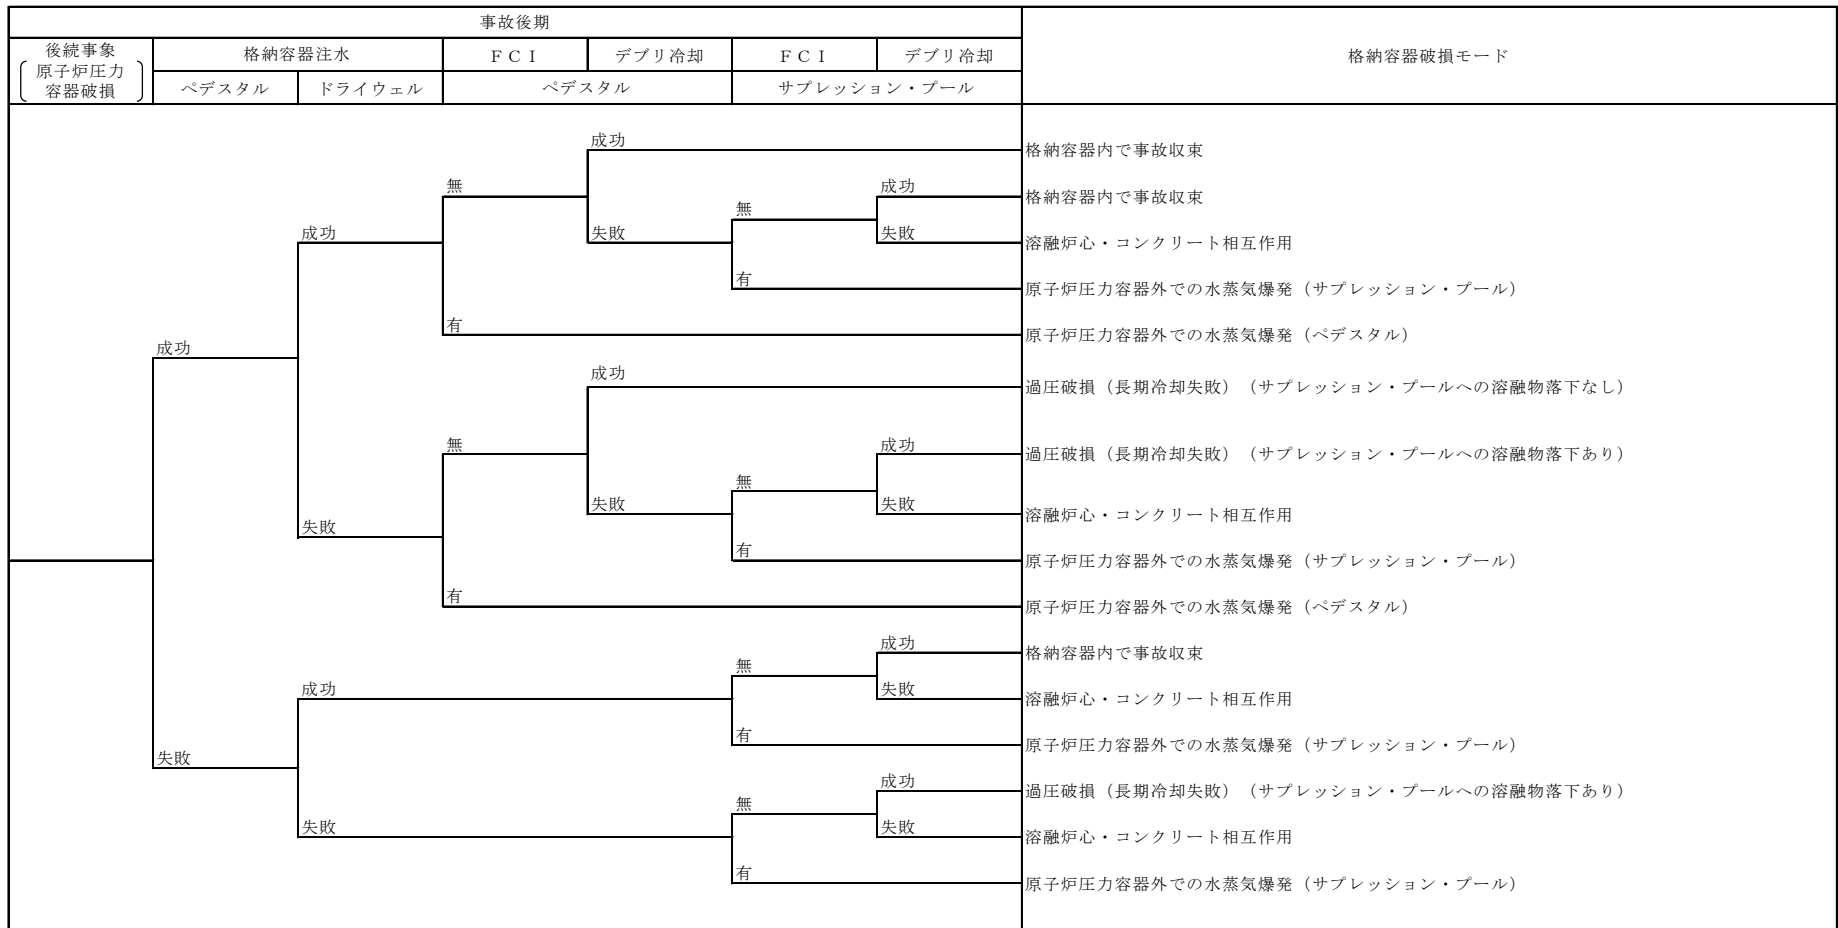 事故後期
格納容器破損モード
後続事象
原子炉圧力
容器破損
格納容器注水
ＦＣＩ
デブリ冷却
ＦＣＩ
デブリ冷却
ペデスタル
ドライウェル
ペデスタル
サプレッション・プール
成功
格納容器内で事故収束
無
成功
格納容器内で事故収束
無
成功
失敗
失敗
溶融炉心・コンクリート相互作用
有
原子炉圧力容器外での水蒸気爆発（サプレッション・プール）
有
原子炉圧力容器外での水蒸気爆発（ペデスタル）
成功
成功
過圧破損（長期冷却失敗）（サプレッション・プールへの溶融物落下なし）
無
成功
過圧破損（長期冷却失敗）（サプレッション・プールへの溶融物落下あり）
無
失敗
失敗
溶融炉心・コンクリート相互作用
失敗
有
原子炉圧力容器外での水蒸気爆発（サプレッション・プール）
有
原子炉圧力容器外での水蒸気爆発（ペデスタル）
成功
格納容器内で事故収束
無
成功
失敗
溶融炉心・コンクリート相互作用
有
原子炉圧力容器外での水蒸気爆発（サプレッション・プール）
失敗
成功
過圧破損（長期冷却失敗）（サプレッション・プールへの溶融物落下あり）
無
失敗
失敗
溶融炉心・コンクリート相互作用
有
原子炉圧力容器外での水蒸気爆発（サプレッション・プール）